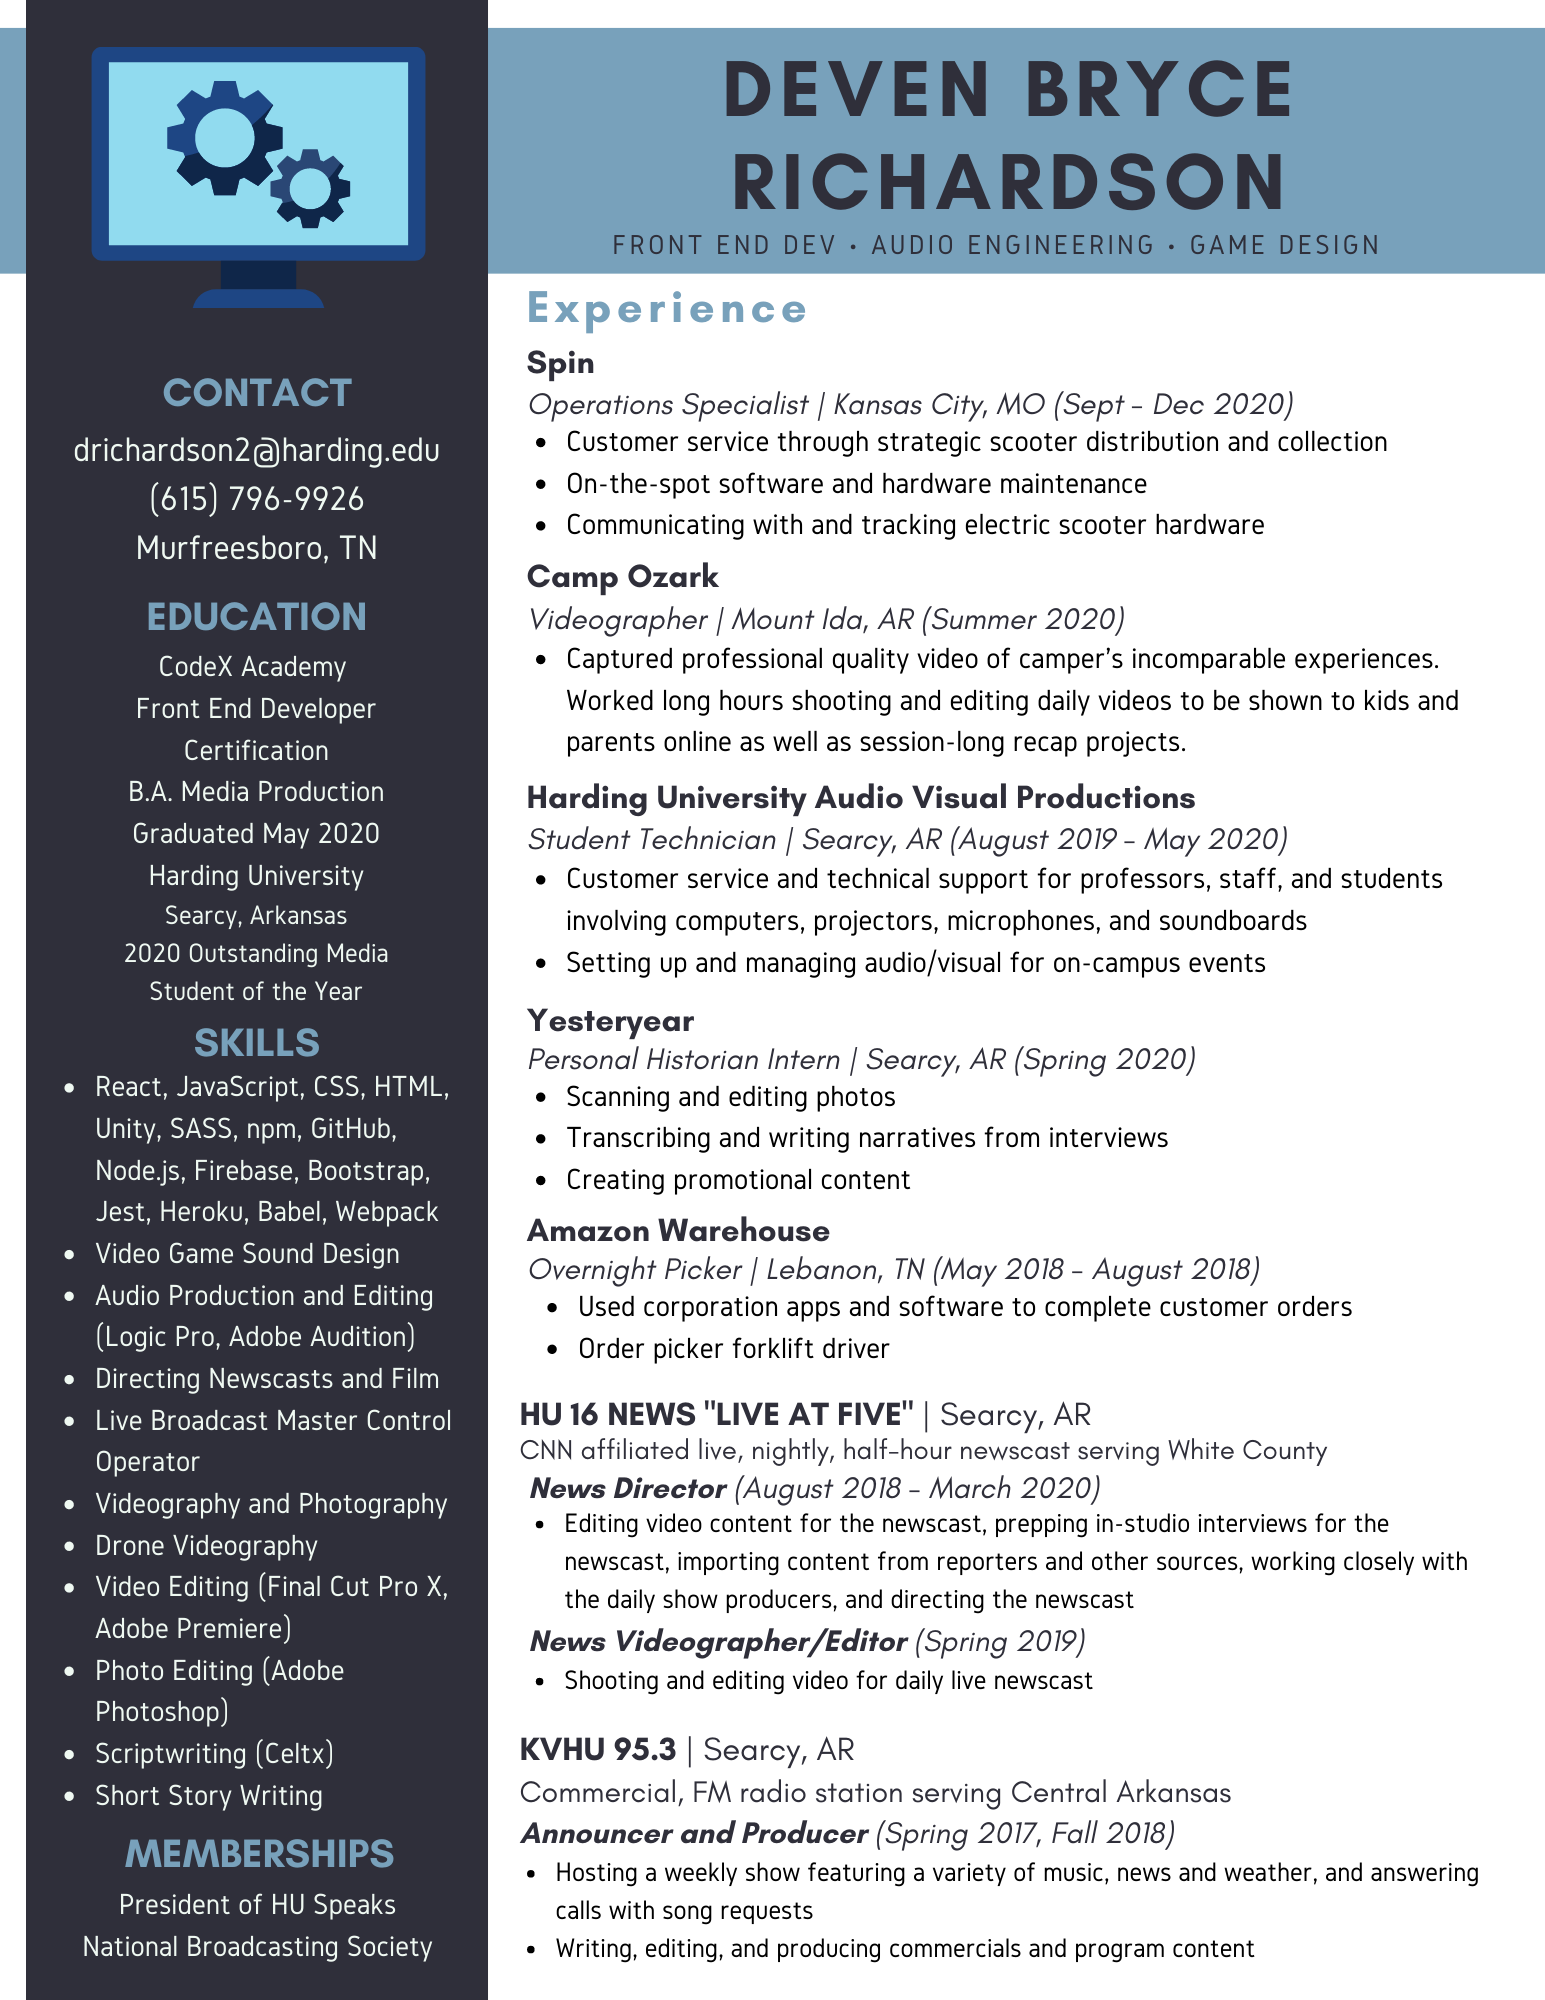 DEVEN BRYCE
RICHARDSON
FRONT END DEV • AUDIO ENGINEERING • GAME DESIGN
CONTACT
drichardson2@harding.edu
(615) 796-9926
Murfreesboro, TN
EDUCATION
CodeX Academy
Front End Developer
Certification
B.A. Media Production
Graduated May 2020
Harding University
Searcy, Arkansas
2020 Outstanding Media
Student of the Year
SKILLS
• React, JavaScript, CSS, HTML,
Unity, SASS, npm, GitHub,
Node.js, Firebase, Bootstrap,
Jest, Heroku, Babel, Webpack
• Video Game Sound Design
• Audio Production and Editing
(Logic Pro, Adobe Audition)
• Directing Newscasts and Film
• Live Broadcast Master Control
Operator
• Videography and Photography
• Drone Videography
• Video Editing (Final Cut Pro X,
Adobe Premiere)
• Photo Editing (Adobe
Photoshop)
• Scriptwriting (Celtx)
• Short Story Writing
MEMBERSHIPS
President of HU Speaks
National Broadcasting Society
Experience
Spin
Operations Specialist | Kansas City, MO (Sept - Dec 2020)
• Customer service through strategic scooter distribution and collection
• On-the-spot software and hardware maintenance
• Communicating with and tracking electric scooter hardware
Camp Ozark
Videographer | Mount Ida, AR (Summer 2020)
• Captured professional quality video of camper's incomparable experiences.
Worked long hours shooting and editing daily videos to be shown to kids and
parents online as well as session-long recap projects.
Harding University Audio Visual Productions
Student Technician | Searcy, AR (August 2019 - May 2020)
• Customer service and technical support for professors, staff, and students
involving computers, projectors, microphones, and soundboards
• Setting up and managing audio/visual for on-campus events
Yesteryear
Personal Historian Intern | Searcy, AR (Spring 2020)
• Scanning and editing photos
• Transcribing and writing narratives from interviews
• Creating promotional content
Amazon Warehouse
Overnight Picker | Lebanon, TN (May 2018 - August 2018)
• Used corporation apps and software to complete customer orders
• Order picker forklift driver
HU 16 NEWS "LIVE AT FIVE" | Searcy, AR
CNN affiliated live, nightly, half-hour newscast serving White County
News Director (August 2018 - March 2020)
• Editing video content for the newscast, prepping in-studio interviews for the
newscast, importing content from reporters and other sources, working closely with
the daily show producers, and directing the newscast
News Videographer/Editor (Spring 2019)
• Shooting and editing video for daily live newscast
KVHU 95.3 | Searcy, AR
Commercial, FM radio station serving Central Arkansas
Announcer and Producer (Spring 2017, Fall 2018)
• Hosting a weekly show featuring a variety of music, news and weather, and answering
calls with song requests
• Writing, editing, and producing commercials and program content